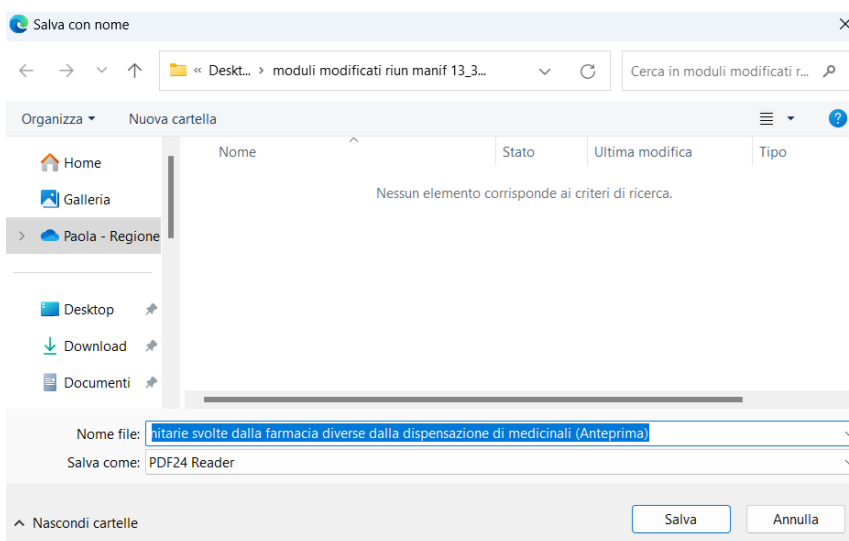 Salva con nome
« Deskt... › moduli modificati riun manif 13_3...
Cerca in moduli modificati r...
Organizza
Nuova cartella
?
Nome
Stato
Ultima modifica
Tipo
Nessun elemento corrisponde ai criteri di ricerca.
Home
Galleria
Paola - Regione
Desktop
Download
Documenti
Nome file: nitarie svolte dalla farmacia diverse dalla dispensazione di medicinali (Anteprima)
Salva come: PDF24 Reader
Nascondi cartelle
Salva
Annulla